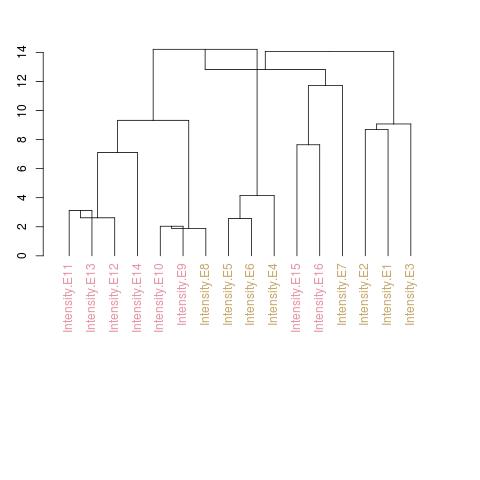 14
12
10
8
6
4
2
0
Intensity.E11
Intensity.E13
Intensity.E12
Intensity.E14
Intensity.E10
Intensity.E9
Intensity.E8
Intensity.E5
Intensity.E6
Intensity.E4
Intensity.E15
Intensity.E16
Intensity.E7
Intensity.E2
Intensity.E1
Intensity.E3